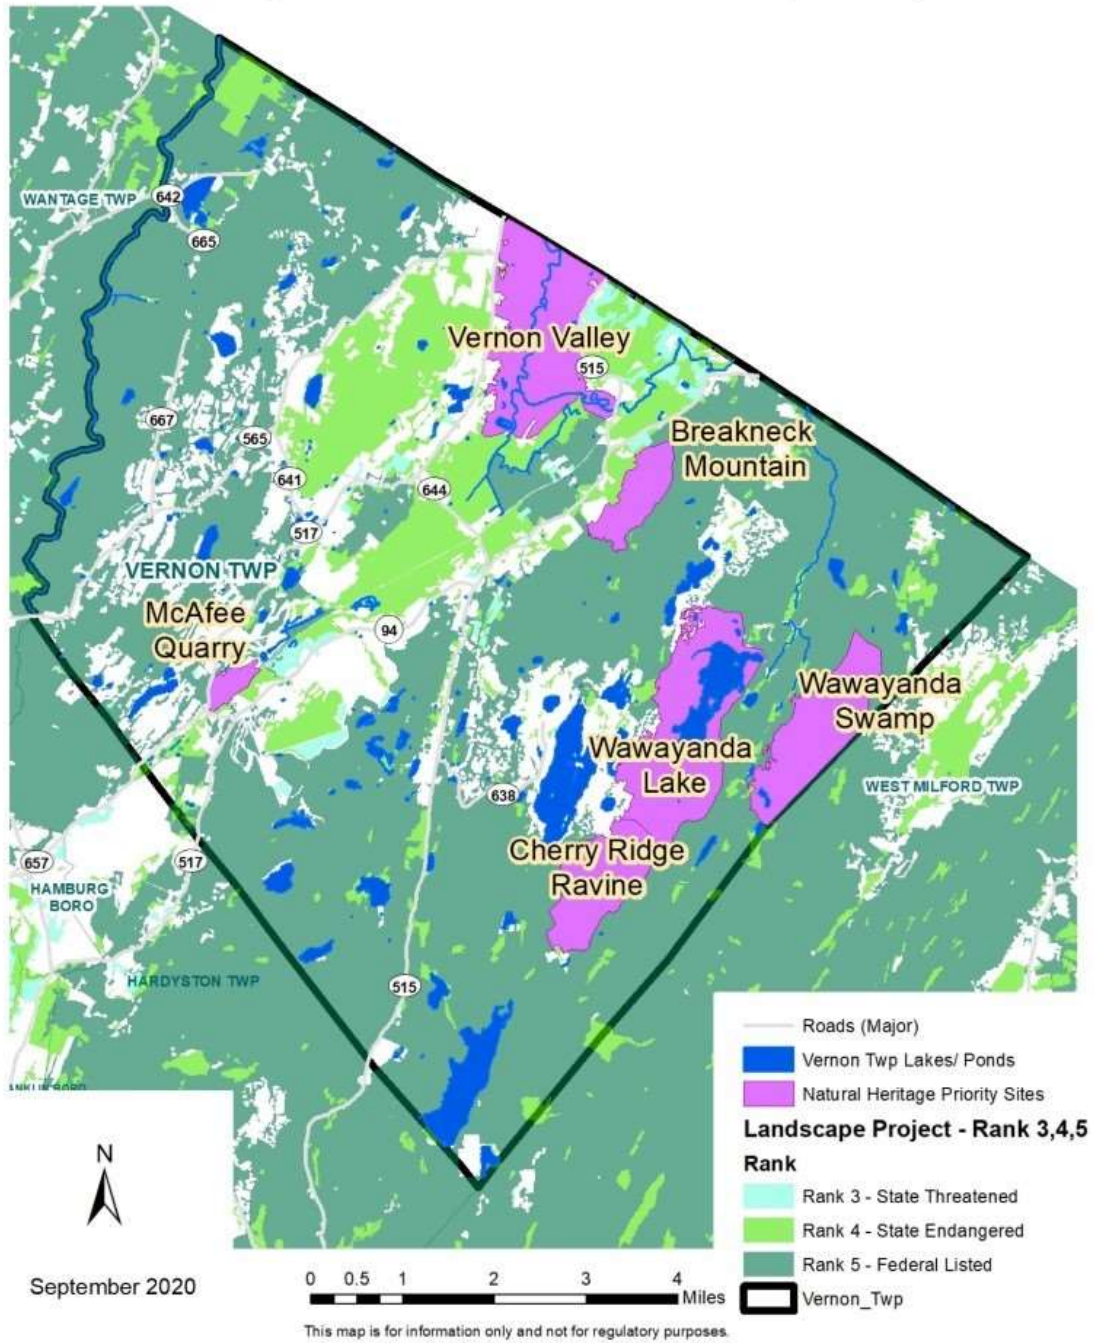 WANTAGE TWP
642
665
Vernon Valley
515
667
565
Breakneck
Mountain
641
644
517
VERNON TWP
McAfee
Quarry
94
Wawayanda
Swamp
Wawayanda
Lake
638
WEST MILFORD TWP
Cherry Ridge
Ravine
657
517
HAMBURG
BORO
HARDYSTON TWP
515
Roads (Major)
Vernon Twp Lakes/ Ponds
Natural Heritage Priority Sites
Landscape Project - Rank 3,4,5
Rank
Rank 3 - State Threatened
Rank 4 - State Endangered
Rank 5 - Federal Listed
Vernon_Twp
N
September 2020
0 0.5 1 2 3 4
Miles
This map is for information only and not for regulatory purposes.